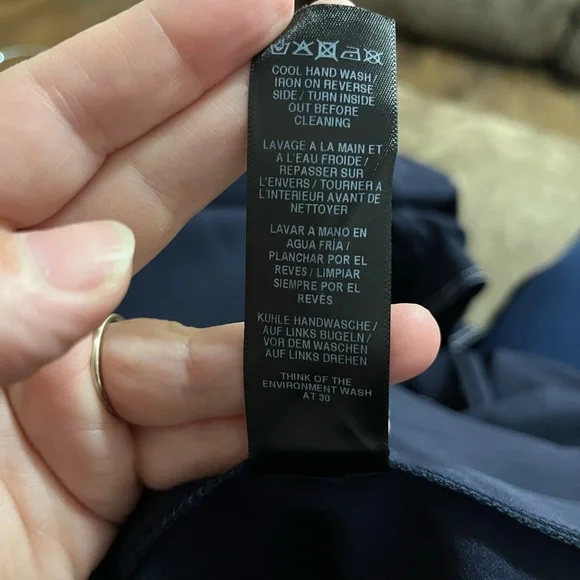 COOL HAND WASH /
IRON ON REVERSE
SIDE / TURN INSIDE
OUT BEFORE
CLEANING
LAVAGE A LA MAIN ET
A L'EAU FROIDE /
REPASSER SUR
L'ENVERS / TOURNER A
L'INTERIEUR AVANT DE
NETTOYER
LAVAR A MANO EN
AGUA FRÍA /
PLANCHAR POR EL
REVES / LIMPIAR
SIEMPRE POR EL
REVÉS
KUHLE HANDWASCHE /
AUF LINKS BUGELN /
VOR DEM WASCHEN
AUF LINKS DREHEN
THINK OF THE
ENVIRONMENT WASH
AT 30